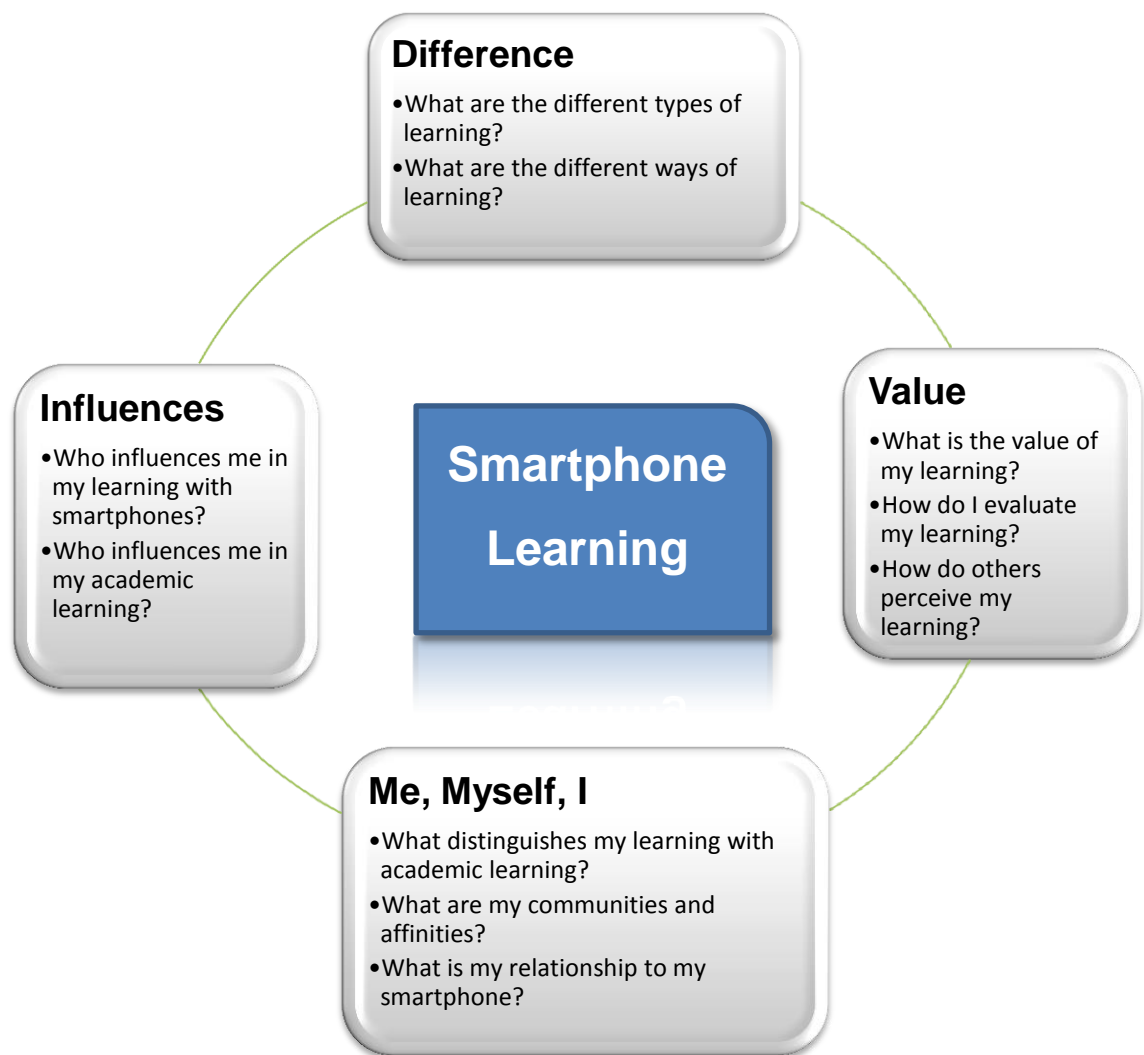 Difference
•What are the different types of
learning?
•What are the different ways of
learning?
Influences
•Who influences me in
my learning with
smartphones?
•Who influences me in
my academic
learning?
Smartphone
Learning
Value
•What is the value of
my learning?
•How do I evaluate
my learning?
•How do others
perceive my
learning?
Me, Myself, I
•What distinguishes my learning with
academic learning?
•What are my communities and
affinities?
•What is my relationship to my
smartphone?